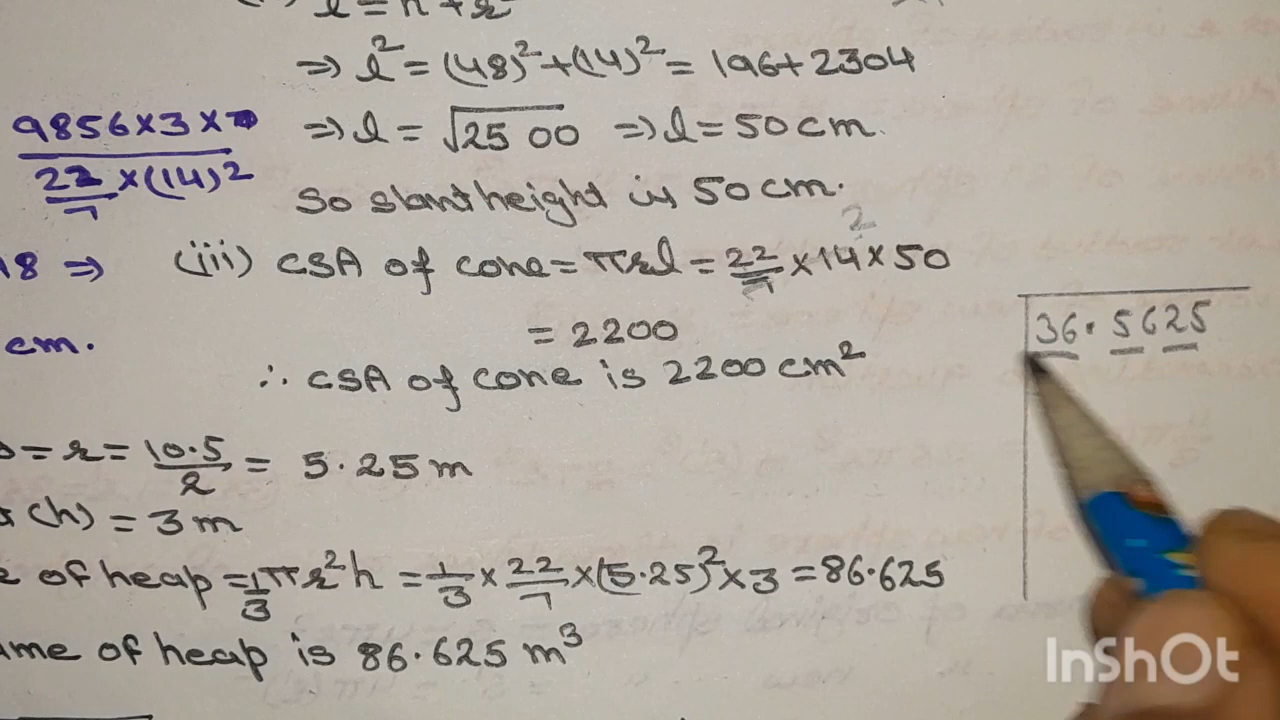 l = h + r
⇒ l² = (48)² + (14)² = 196 + 2304
9856 × 3 × 7
22/7 × (14)²
⇒ l = √2500 ⇒ l = 50 cm.
So slant height is 50 cm.
18 ⇒
(iii) CSA of cone = πrl = 22/7 × 14 × 50
2
cm.
= 2200
∴ CSA of cone is 2200 cm²
36.5625
= r = 10.5/2 = 5.25 m
(h) = 3 m
of heap = 1/3 πr²h = 1/3 × 22/7 × (5.25)² × 3 = 86.625
ume of heap is 86.625 m³
InShOt